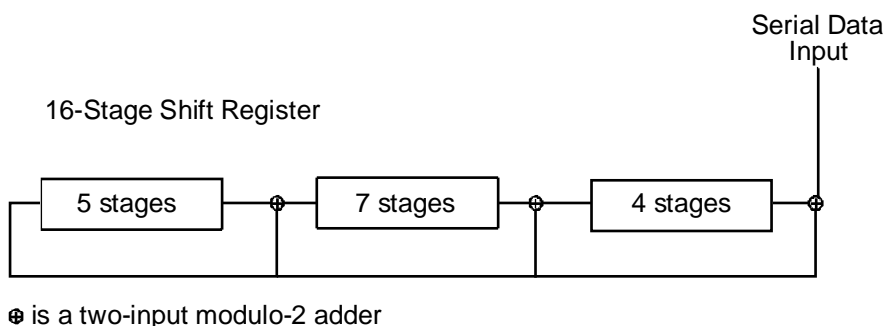 Serial Data
Input
16-Stage Shift Register
5 stages
7 stages
4 stages
⊕ is a two-input modulo-2 adder